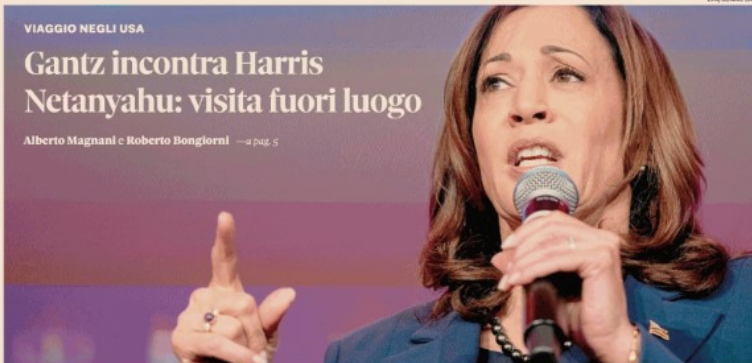 VIAGGIO NEGLI USA
Gantz incontra Harris
Netanyahu: visita fuori luogo
Alberto Magnani e Roberto Bongiorni —a pag. 5